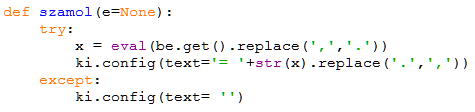 def szamol(e=None):
    try:
        x = eval(be.get().replace(',','.'))
        ki.config(text='= '+str(x).replace('.',','))
    except:
        ki.config(text= '')